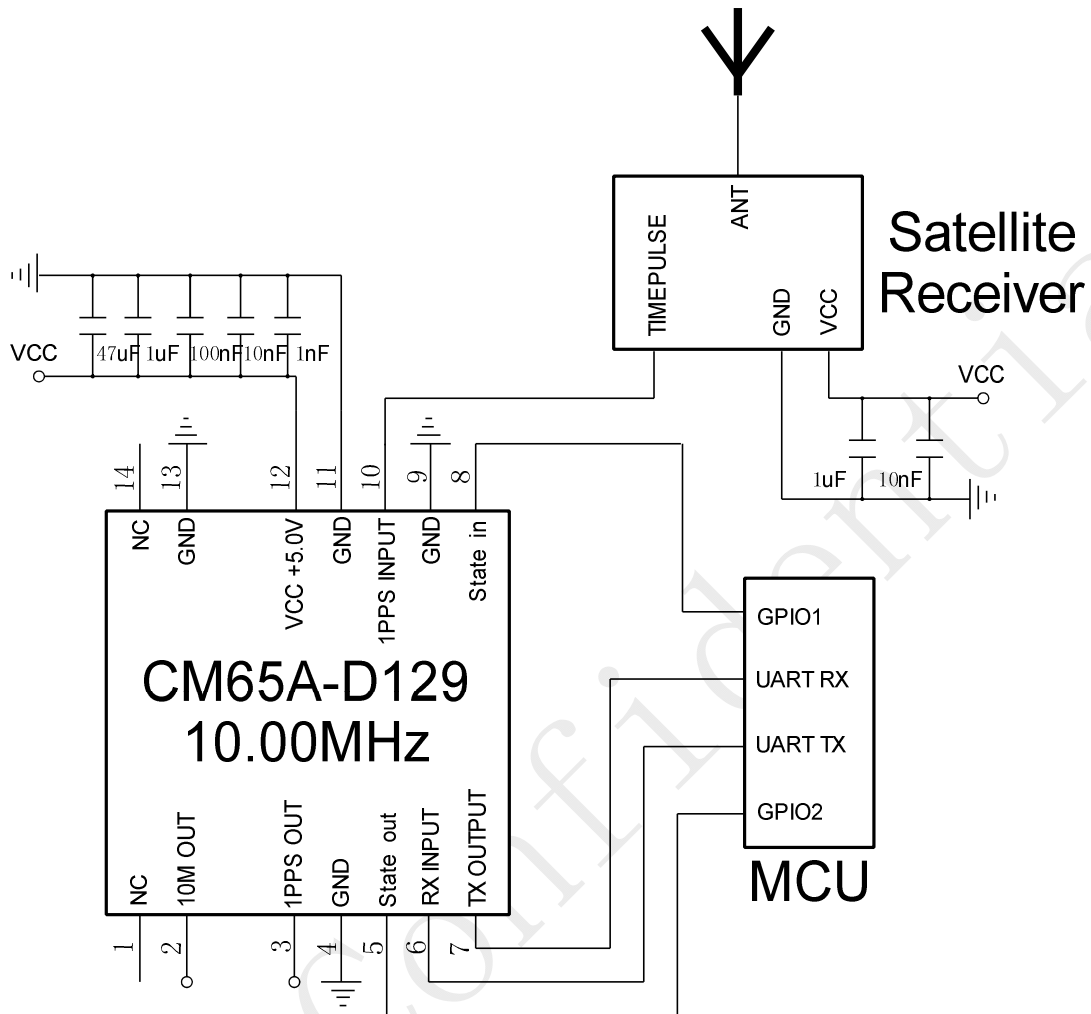 ANT
TIMEPULSE
GND
VCC
Satellite
Receiver
VCC
47uF 1uF 100nF 10nF 1nF
VCC
1uF 10nF
14 13 12 11 10 9 8
NC
GND
VCC +5.0V
GND
1PPS INPUT
GND
State in
CM65A-D129
10.00MHz
NC
10M OUT
1PPS OUT
GND
State out
RX INPUT
TX OUTPUT
1 2 3 4 5 6 7
GPIO1
UART RX
UART TX
GPIO2
MCU
Confidentia